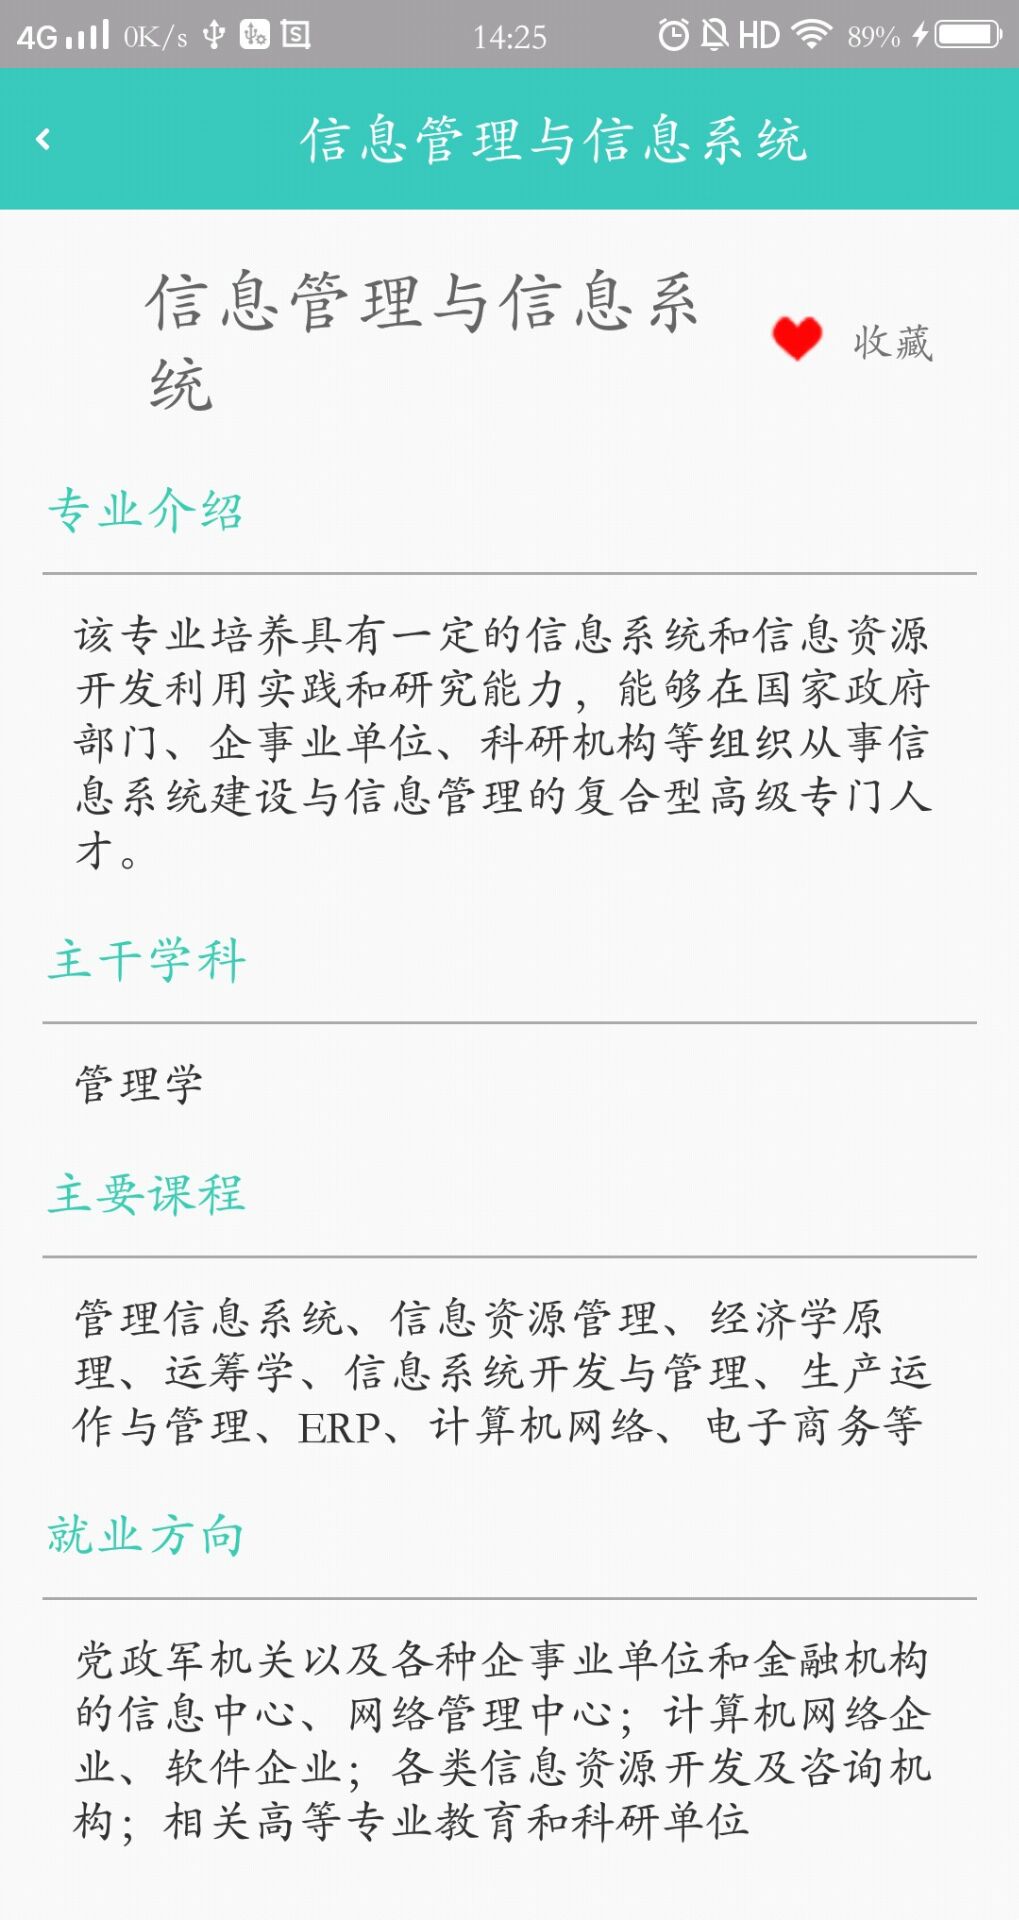 4G 0K/s 14:25 HD 89%
信息管理与信息系统
信息管理与信息系
统
收藏
专业介绍
该专业培养具有一定的信息系统和信息资源
开发利用实践和研究能力，能够在国家政府
部门、企事业单位、科研机构等组织从事信
息系统建设与信息管理的复合型高级专门人
才。
主干学科
管理学
主要课程
管理信息系统、信息资源管理、经济学原
理、运筹学、信息系统开发与管理、生产运
作与管理、ERP、计算机网络、电子商务等
就业方向
党政军机关以及各种企事业单位和金融机构
的信息中心、网络管理中心；计算机网络企
业、软件企业；各类信息资源开发及咨询机
构；相关高等专业教育和科研单位